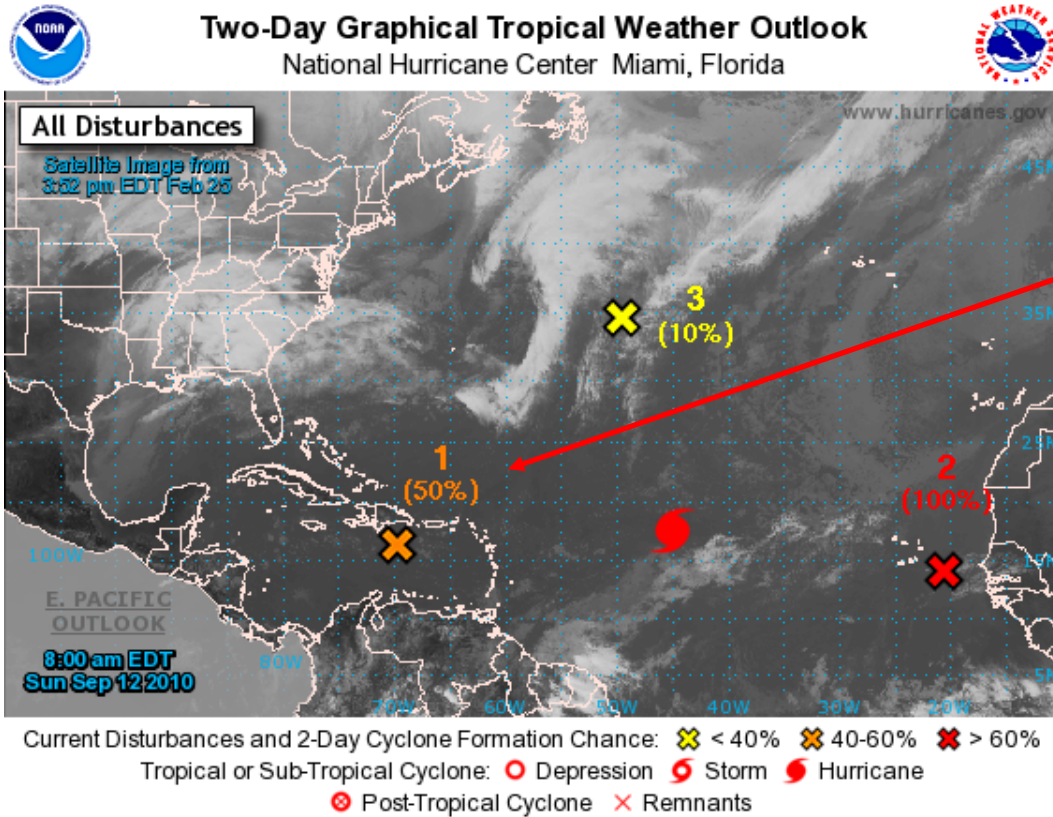 Two-Day Graphical Tropical Weather Outlook
National Hurricane Center Miami, Florida
NOAA
www.hurricanes.gov
All Disturbances
Satellite Image from
3:52 pm EDT Feb 25
45N
3
(10%)
35N
25N
1
(50%)
2
(100%)
100W
15N
E. PACIFIC
OUTLOOK
8:00 am EDT
Sun Sep 12 2010
80W
5N
70W 60W 50W 40W 30W 20W
Current Disturbances and 2-Day Cyclone Formation Chance: < 40% 40-60% > 60%
Tropical or Sub-Tropical Cyclone: Depression Storm Hurricane
Post-Tropical Cyclone Remnants